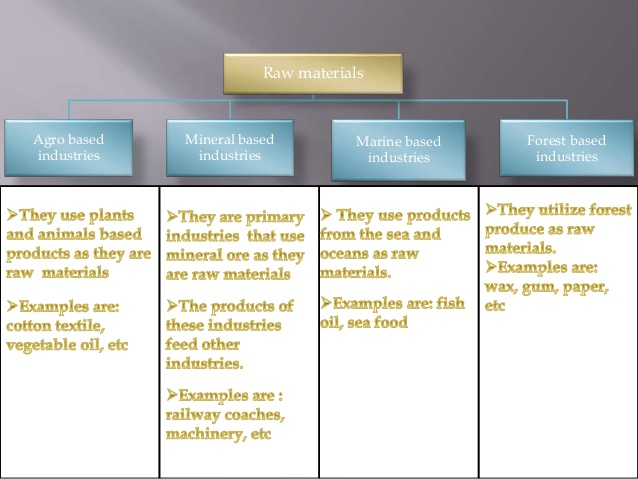 Raw materials
Agro based
industries
Mineral based
industries
Marine based
industries
Forest based
industries
➢They use plants
and animals based
products as they are
raw materials
➢Examples are:
cotton textile,
vegetable oil, etc
➢They are primary
industries that use
mineral ore as they
are raw materials
➢The products of
these industries
feed other
industries.
➢Examples are :
railway coaches,
machinery, etc
➢ They use products
from the sea and
oceans as raw
materials.
➢Examples are: fish
oil, sea food
➢They utilize forest
produce as raw
materials.
➢Examples are:
wax, gum, paper,
etc